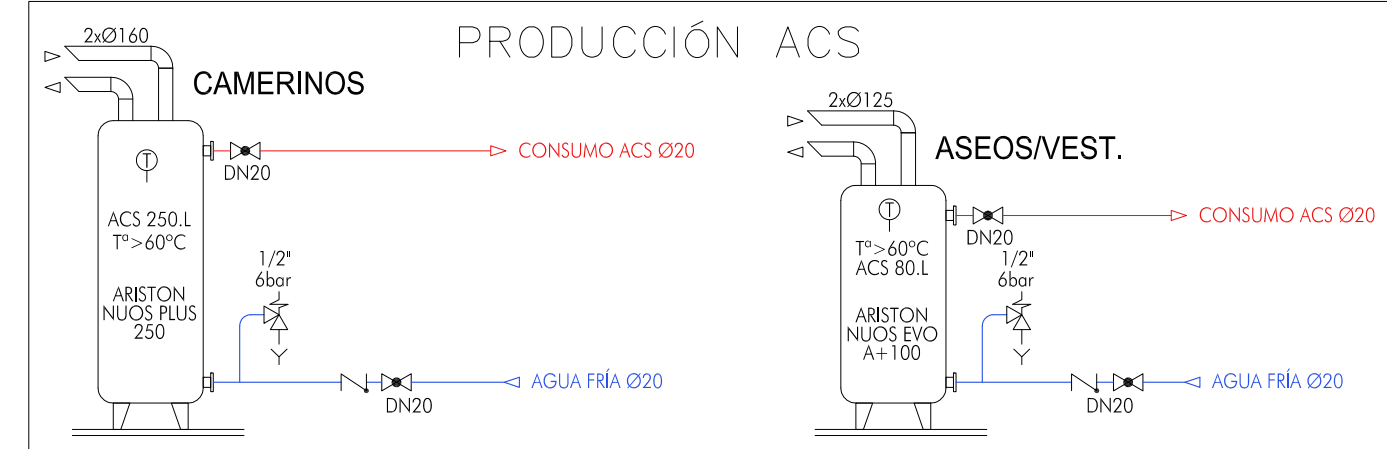 PRODUCCIÓN ACS
2xØ160
CAMERINOS
T
DN20
CONSUMO ACS Ø20
ACS 250.L
Tª>60ºC
ARISTON
NUOS PLUS
250
1/2"
6bar
DN20
AGUA FRÍA Ø20
2xØ125
ASEOS/VEST.
T
DN20
CONSUMO ACS Ø20
Tª>60ºC
ACS 80.L
ARISTON
NUOS EVO
A+100
1/2"
6bar
DN20
AGUA FRÍA Ø20